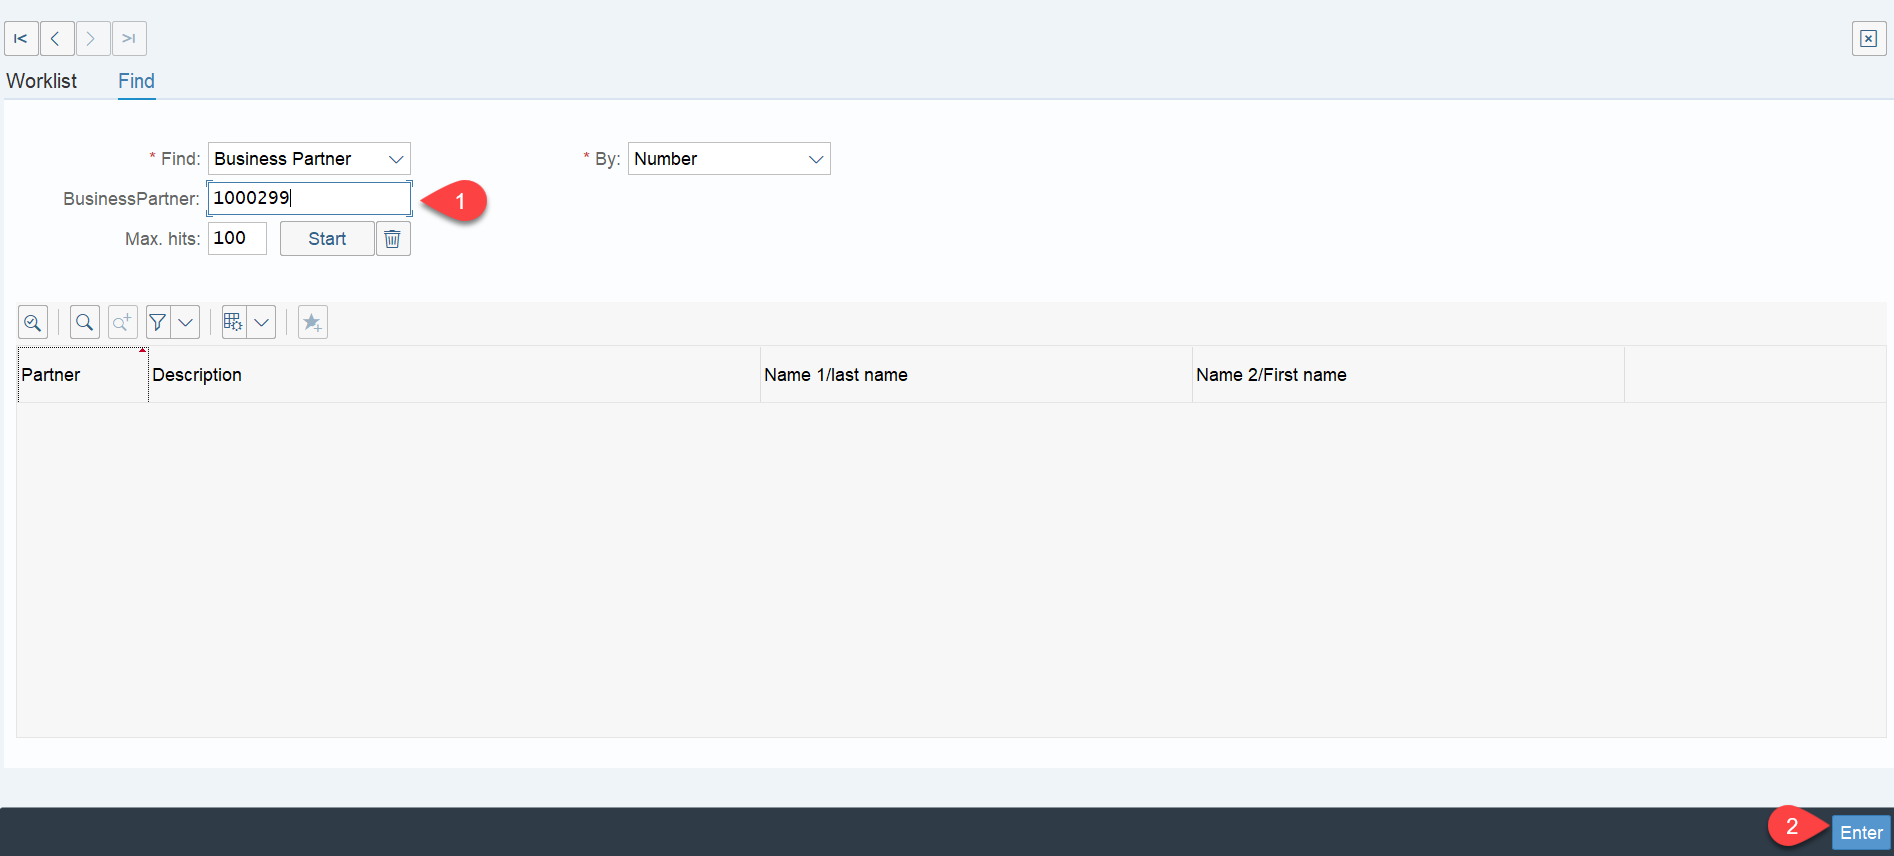 Worklist Find
* Find: Business Partner * By: Number
BusinessPartner: 1000299 1
Max. hits: 100 Start
Partner Description Name 1/last name Name 2/First name
2 Enter